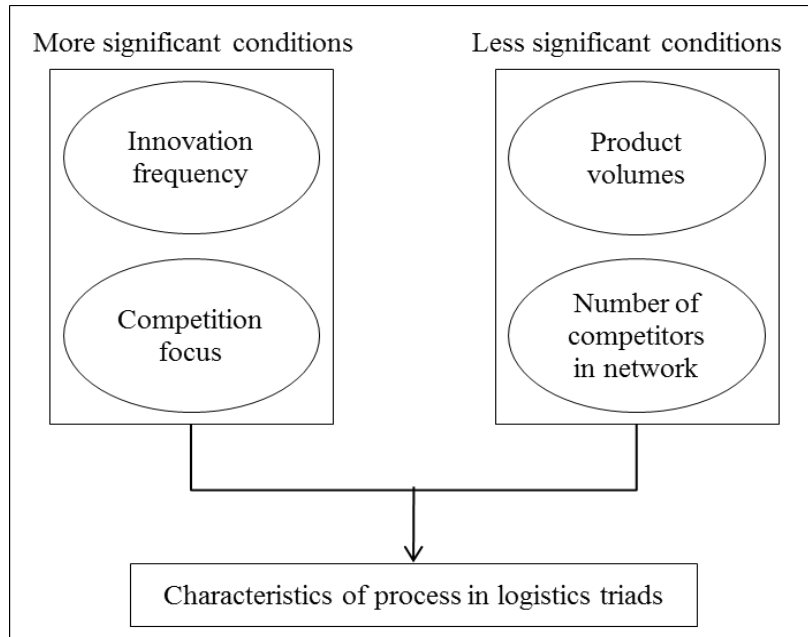 More significant conditions
Less significant conditions
Innovation
frequency
Product
volumes
Competition
focus
Number of
competitors
in network
Characteristics of process in logistics triads